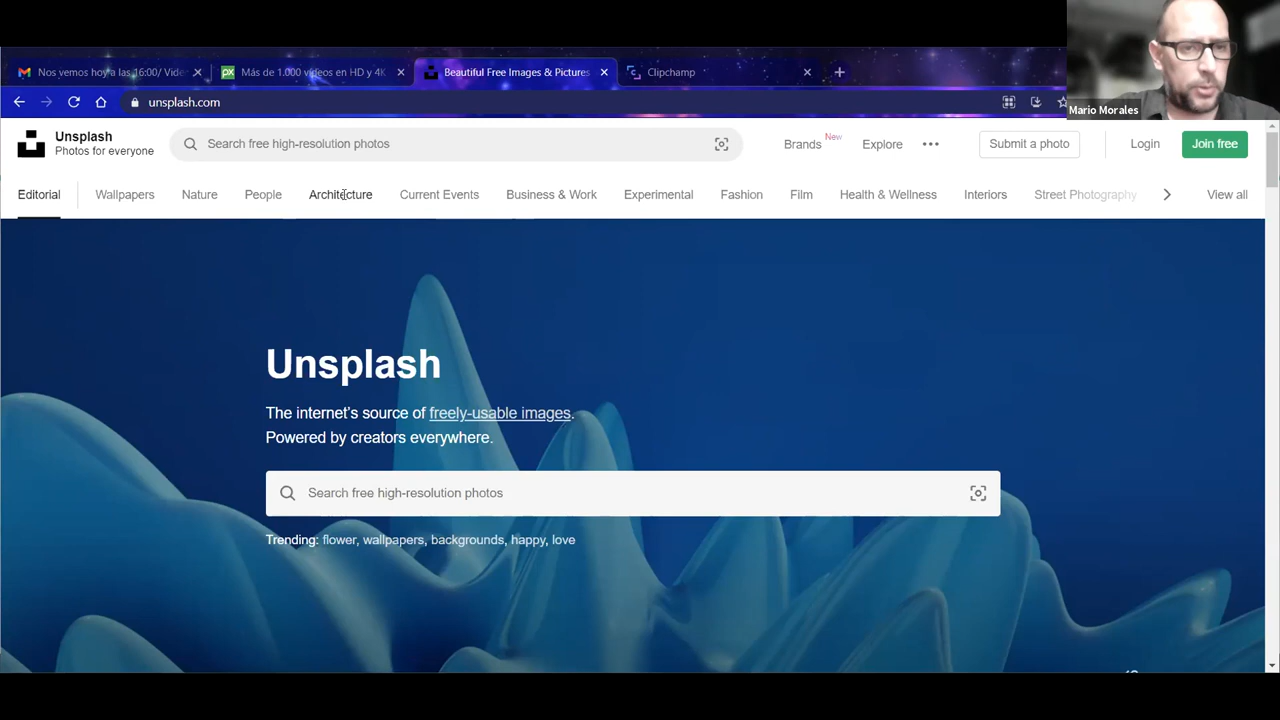 Nos vemos hoy a las 16:00/ Vide
Más de 1.000 vídeos en HD y 4K
Beautiful Free Images & Pictures
Clipchamp
unsplash.com
Mario Morales
Unsplash
Photos for everyone
Search free high-resolution photos
Brands New
Explore
Submit a photo
Login
Join free
Editorial
Wallpapers
Nature
People
Architecture
Current Events
Business & Work
Experimental
Fashion
Film
Health & Wellness
Interiors
Street Photography
View all
Unsplash
The internet's source of freely-usable images.
Powered by creators everywhere.
Search free high-resolution photos
Trending: flower, wallpapers, backgrounds, happy, love